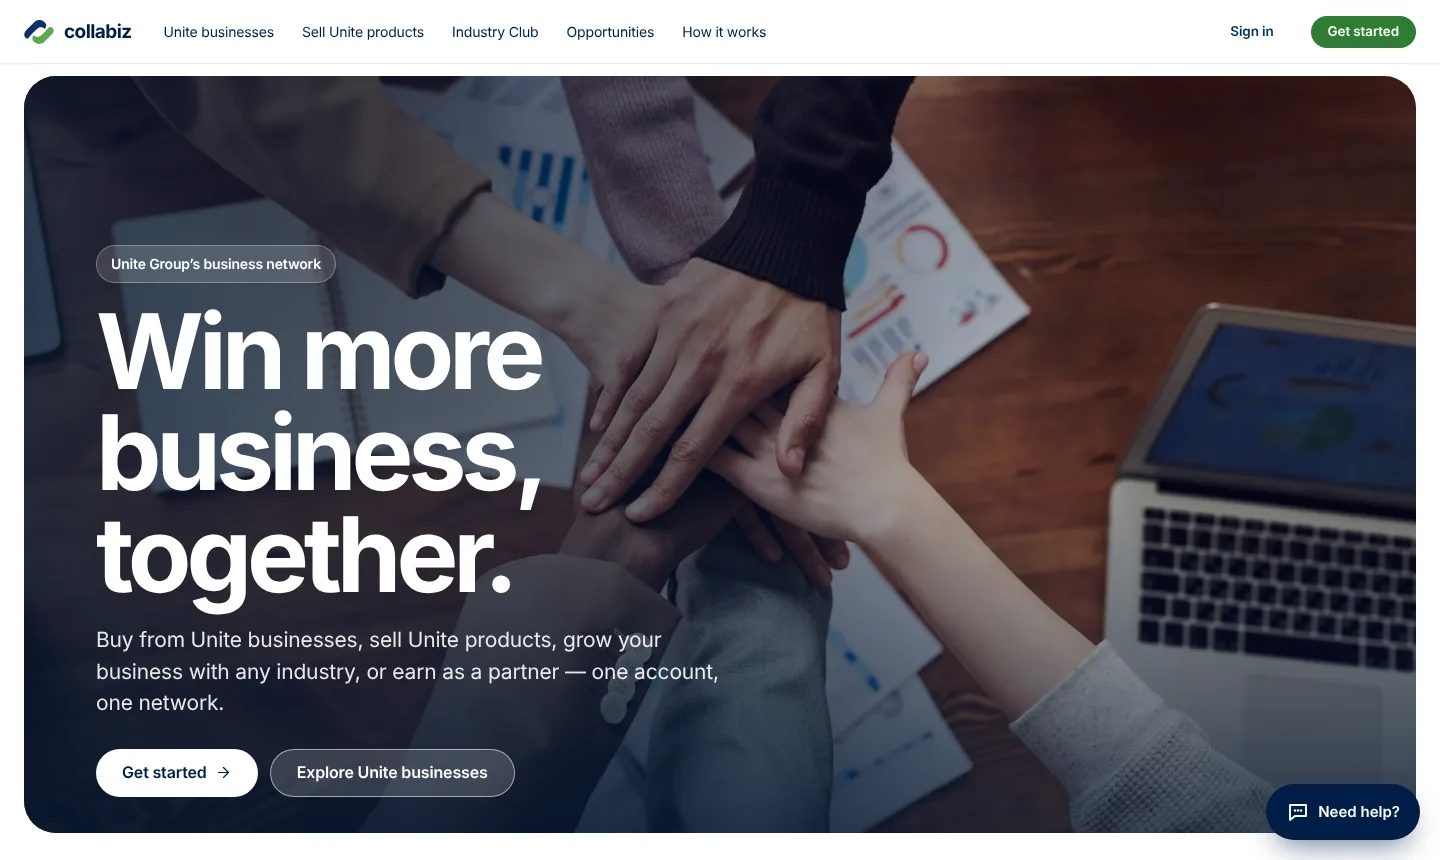 collabiz
Unite businesses
Sell Unite products
Industry Club
Opportunities
How it works
Sign in
Get started
Unite Group’s business network
Win more
business,
together.
Buy from Unite businesses, sell Unite products, grow your
business with any industry, or earn as a partner — one account,
one network.
Get started →
Explore Unite businesses
Need help?